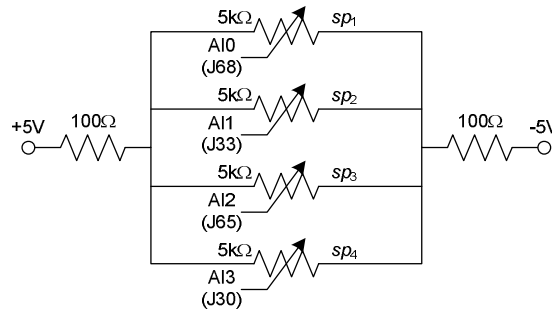 5kΩ sp1
AI0
(J68)
5kΩ sp2
AI1
(J33)
+5V 100Ω 100Ω -5V
5kΩ sp3
AI2
(J65)
5kΩ sp4
AI3
(J30)